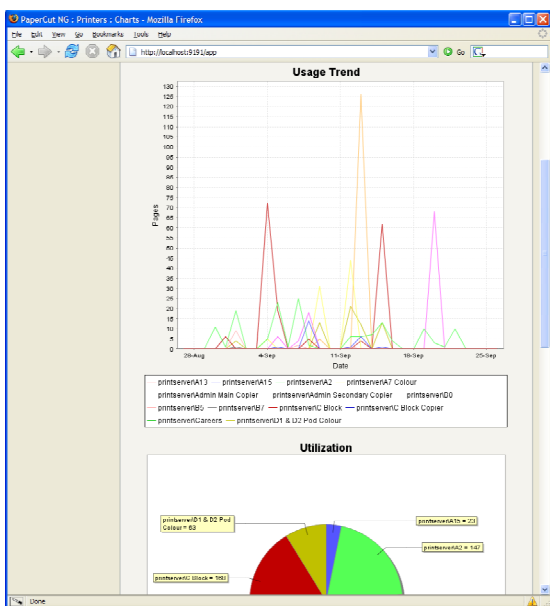 PaperCut NG : Printers : Charts - Mozilla Firefox
File Edit View Go Bookmarks Tools Help
http://localhost:9191/app
Go
Usage Trend
130
125
120
115
110
105
100
95
90
85
80
75
70
65
60
55
50
45
40
35
30
25
20
15
10
5
0
Pages
28-Aug 4-Sep 11-Sep 18-Sep 25-Sep
Date
printserver\A13 printserver\A15 printserver\A2 printserver\A7 Colour
printserver\Admin Main Copier printserver\Admin Secondary Copier printserver\D0
printserver\B5 printserver\B7 printserver\C Block printserver\C Block Copier
printserver\Careers printserver\D1 & D2 Pod Colour
Utilization
printserver\D1 & D2 Pod
Colour = 63
printserver\A15 = 23
printserver\A2 = 147
printserver\C Block =
Done